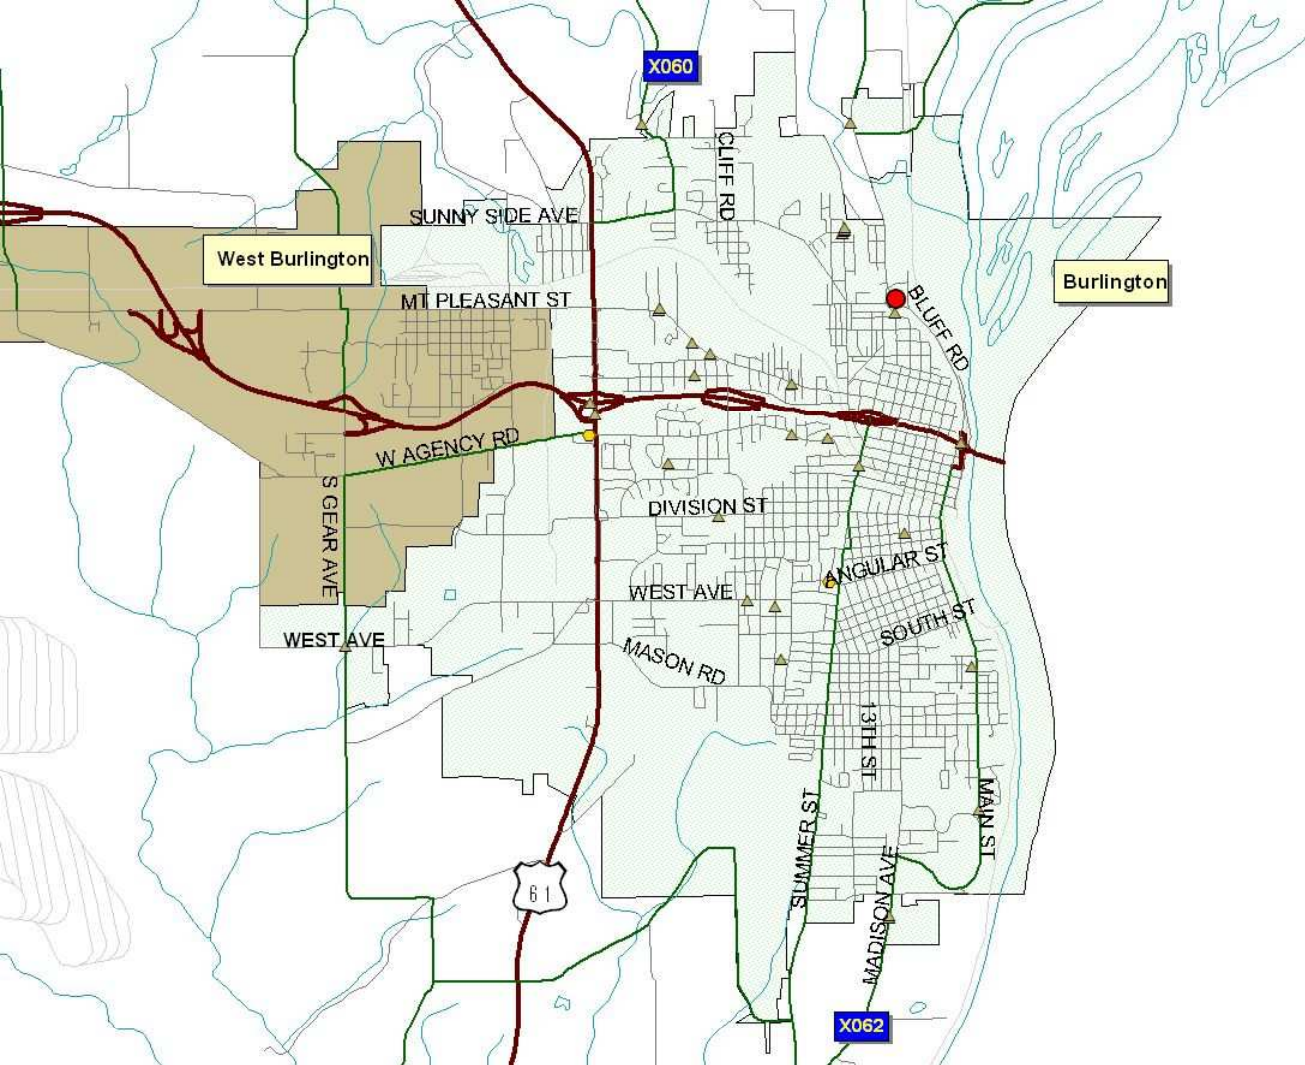 X060
CLIFF RD
SUNNY SIDE AVE
West Burlington
Burlington
MT PLEASANT ST
BLUFF RD
W AGENCY RD
S GEAR AVE
DIVISION ST
ANGULAR ST
WEST AVE
SOUTH ST
WEST AVE
MASON RD
13TH ST
MAIN ST
SUMMER ST
MADISON AVE
61
X062